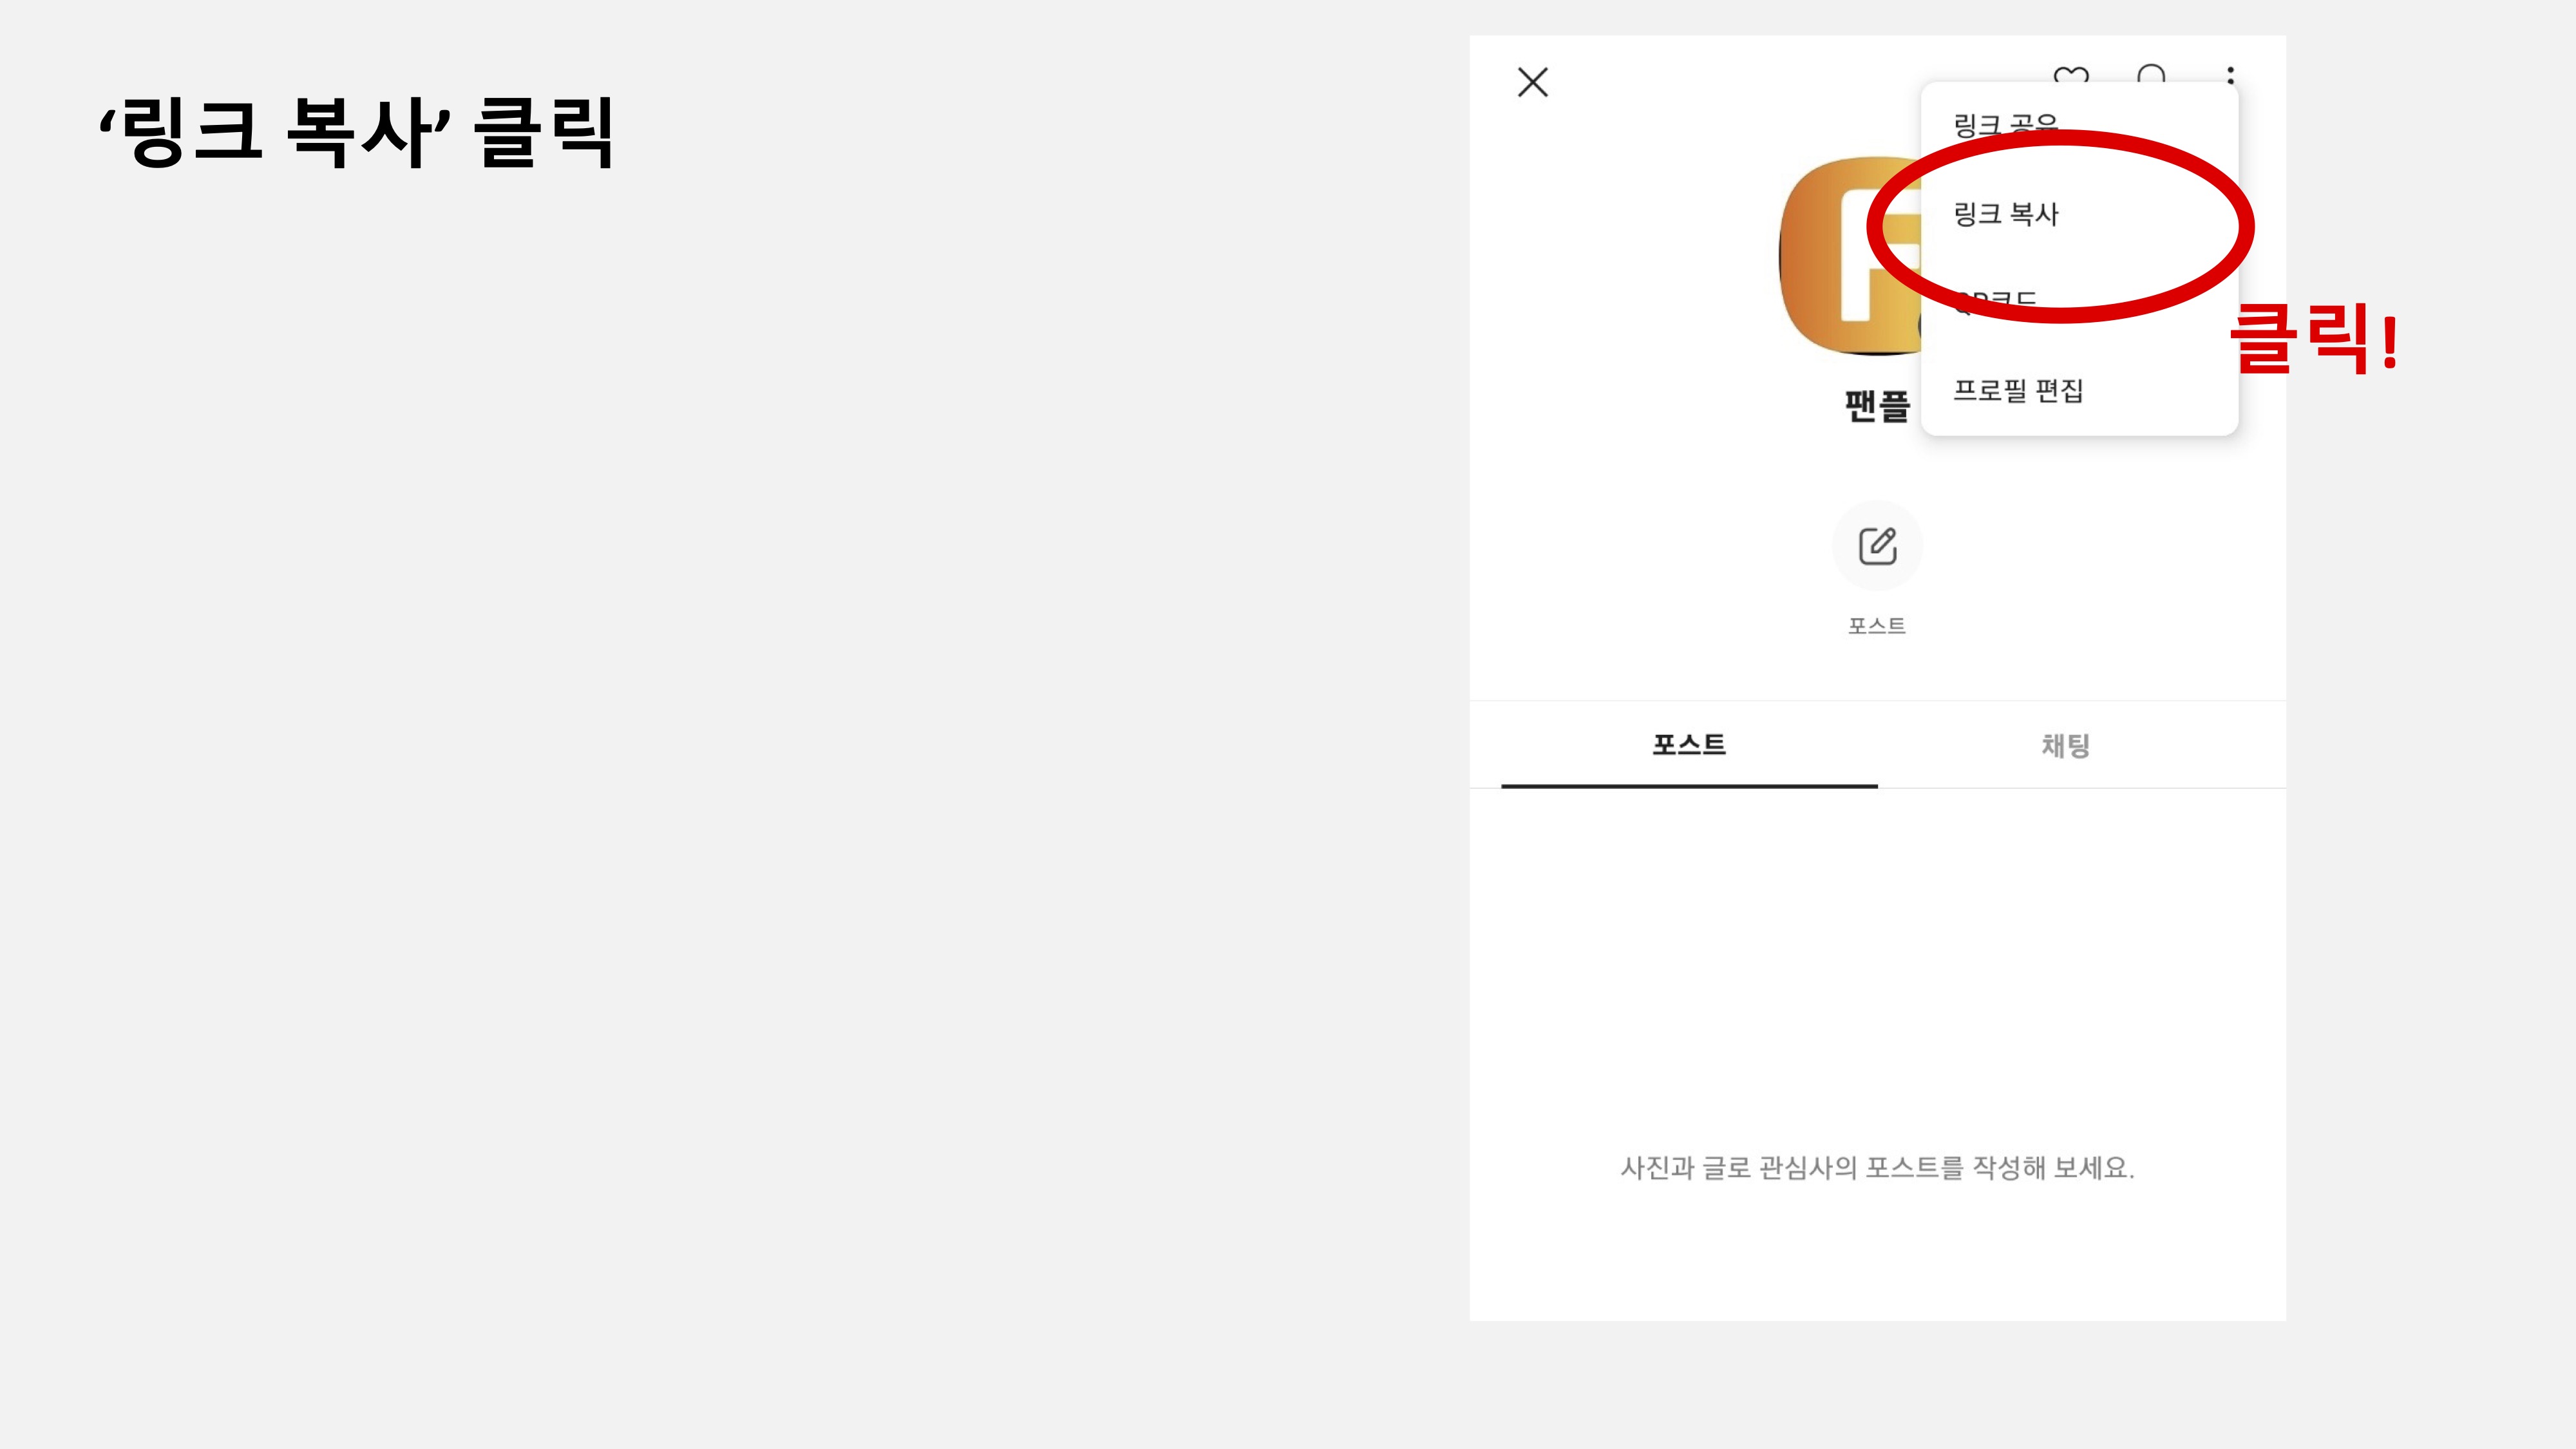 ‘링크 복사’ 클릭
링크 공유
링크 복사
QR코드
클릭!
프로필 편집
F
팬플
포스트
포스트
채팅
사진과 글로 관심사의 포스트를 작성해 보세요.